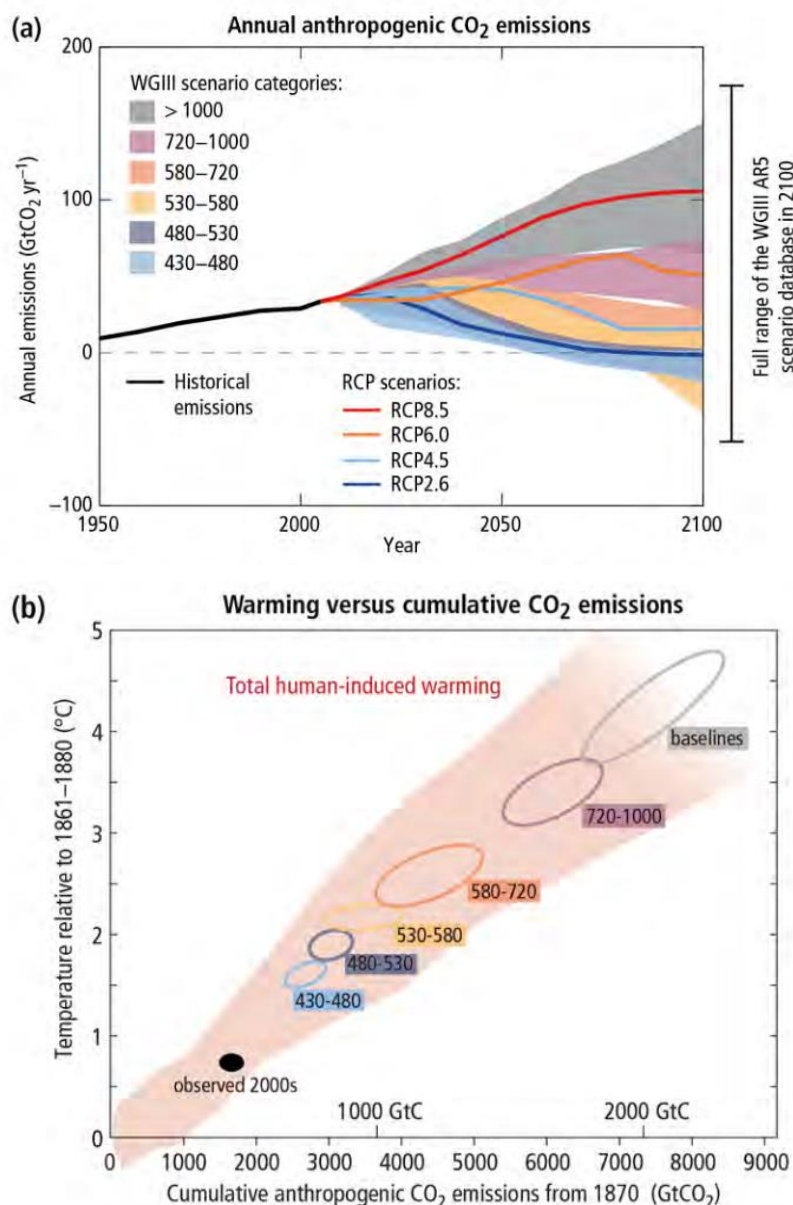 (a) Annual anthropogenic CO₂ emissions
200
WGIII scenario categories:
> 1000
720–1000
580–720
530–580
480–530
430–480
100
0
−100
Annual emissions (GtCO₂ yr⁻¹)
Historical
emissions
RCP scenarios:
RCP8.5
RCP6.0
RCP4.5
RCP2.6
1950 2000 2050 2100
Year
Full range of the WGIII AR5
scenario database in 2100
(b) Warming versus cumulative CO₂ emissions
5
4
3
2
1
0
Temperature relative to 1861–1880 (°C)
Total human-induced warming
baselines
720-1000
580-720
530-580
480-530
430-480
observed 2000s
1000 GtC 2000 GtC
0 1000 2000 3000 4000 5000 6000 7000 8000 9000
Cumulative anthropogenic CO₂ emissions from 1870 (GtCO₂)